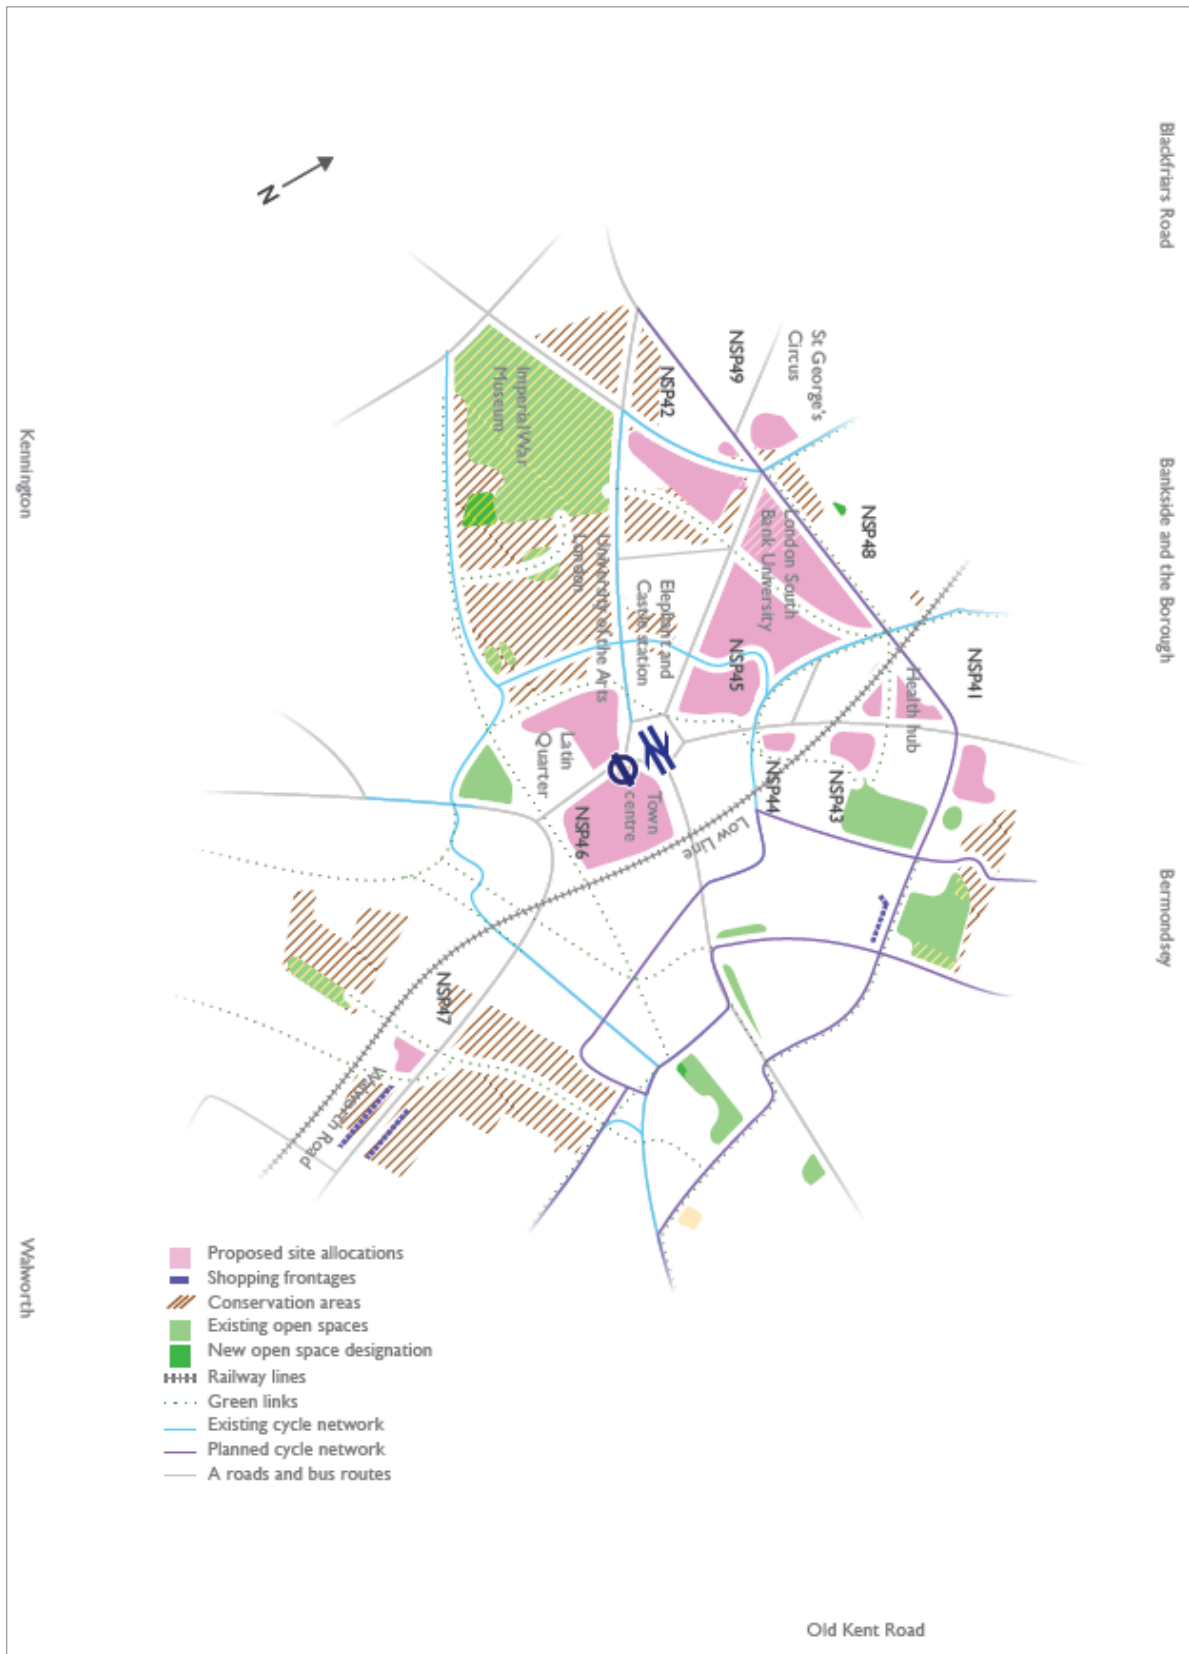 Blackfriars Road
Bankside and the Borough
Bermondsey
Kennington
Walworth
Old Kent Road
N
St George's
Circus
NSP49
NSP42
Imperial War
Museum
NSP48
London South
Bank University
University of the Arts
London
Elephant and
Castle station
NSP45
NSP41
Health hub
Latin
Quarter
Town
centre
NSP44
NSP43
NSP46
Low Line
NSP47
Walworth Road
Proposed site allocations
Shopping frontages
Conservation areas
Existing open spaces
New open space designation
Railway lines
Green links
Existing cycle network
Planned cycle network
A roads and bus routes